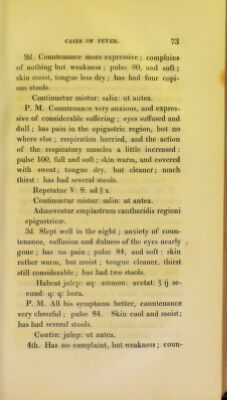 CASES OF FEVER. 73
2d. Countenance more expressive; complains
of nothing but weakness; pulse 80, and soft;
skin moist, tongue less dry; has had four copi-
ous stools.
Continuetur mistur: salin: ut antea.
P. M. Countenance very anxious, and expres-
sive of considerable suffering; eyes suffused and
dull; has pain in the epigastric region, but no
where else; respiration hurried, and the action
of the respiratory muscles a little increased:
pulse 100, full and soft; skin warm, and covered
with sweat; tongue dry, but cleaner; much
thirst: has had several stools.
Repetatur V: S: ad ℥ x.
Continuetur mistur: salin: ut antea.
Admoveatur emplastrum cantharidis regioni
epigastricæ.
3d. Slept well in the night; anxiety of coun-
tenance, suffusion and dulness of the eyes nearly
gone; has no pain; pulse 84, and soft: skin
rather warm, but moist; tongue cleaner, thirst
still considerable; has had two stools.
Habeat julep: aq: ammon: acetat: ℥ ij se-
cund: q: q: hora.
P. M. All his symptoms better, countenance
very cheerful; pulse 84. Skin cool and moist;
has had several stools.
Contin: julep: ut antea.
4th. Has no complaint, but weakness; coun-